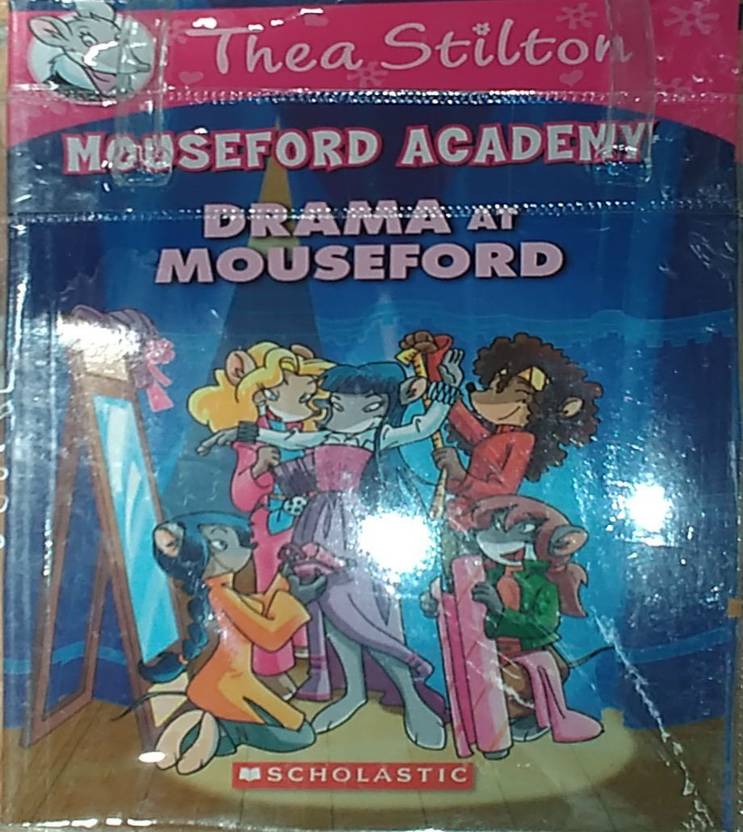 Thea Stilton
MOUSEFORD ACADEMY
DRAMA AT
MOUSEFORD
SCHOLASTIC